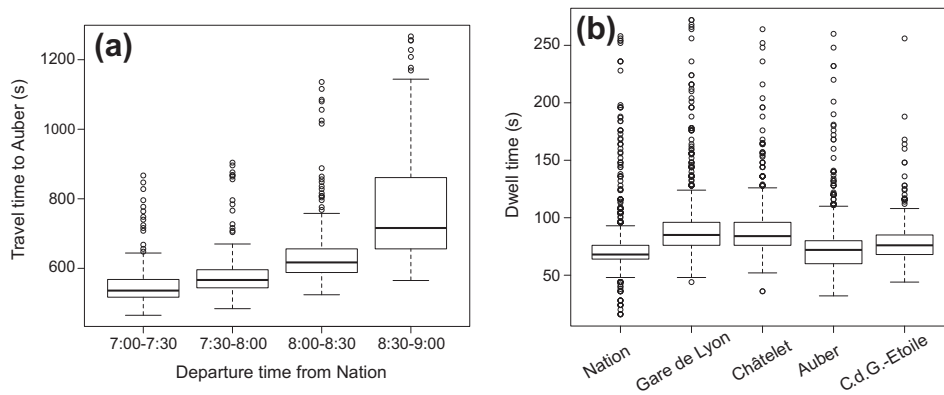 (a)
Travel time to Auber (s)
1200
1000
800
600
7:00-7:30 7:30-8:00 8:00-8:30 8:30-9:00
Departure time from Nation
(b)
Dwell time (s)
250
200
150
100
50
Nation
Gare de Lyon
Châtelet
Auber
C.d.G.-Etoile